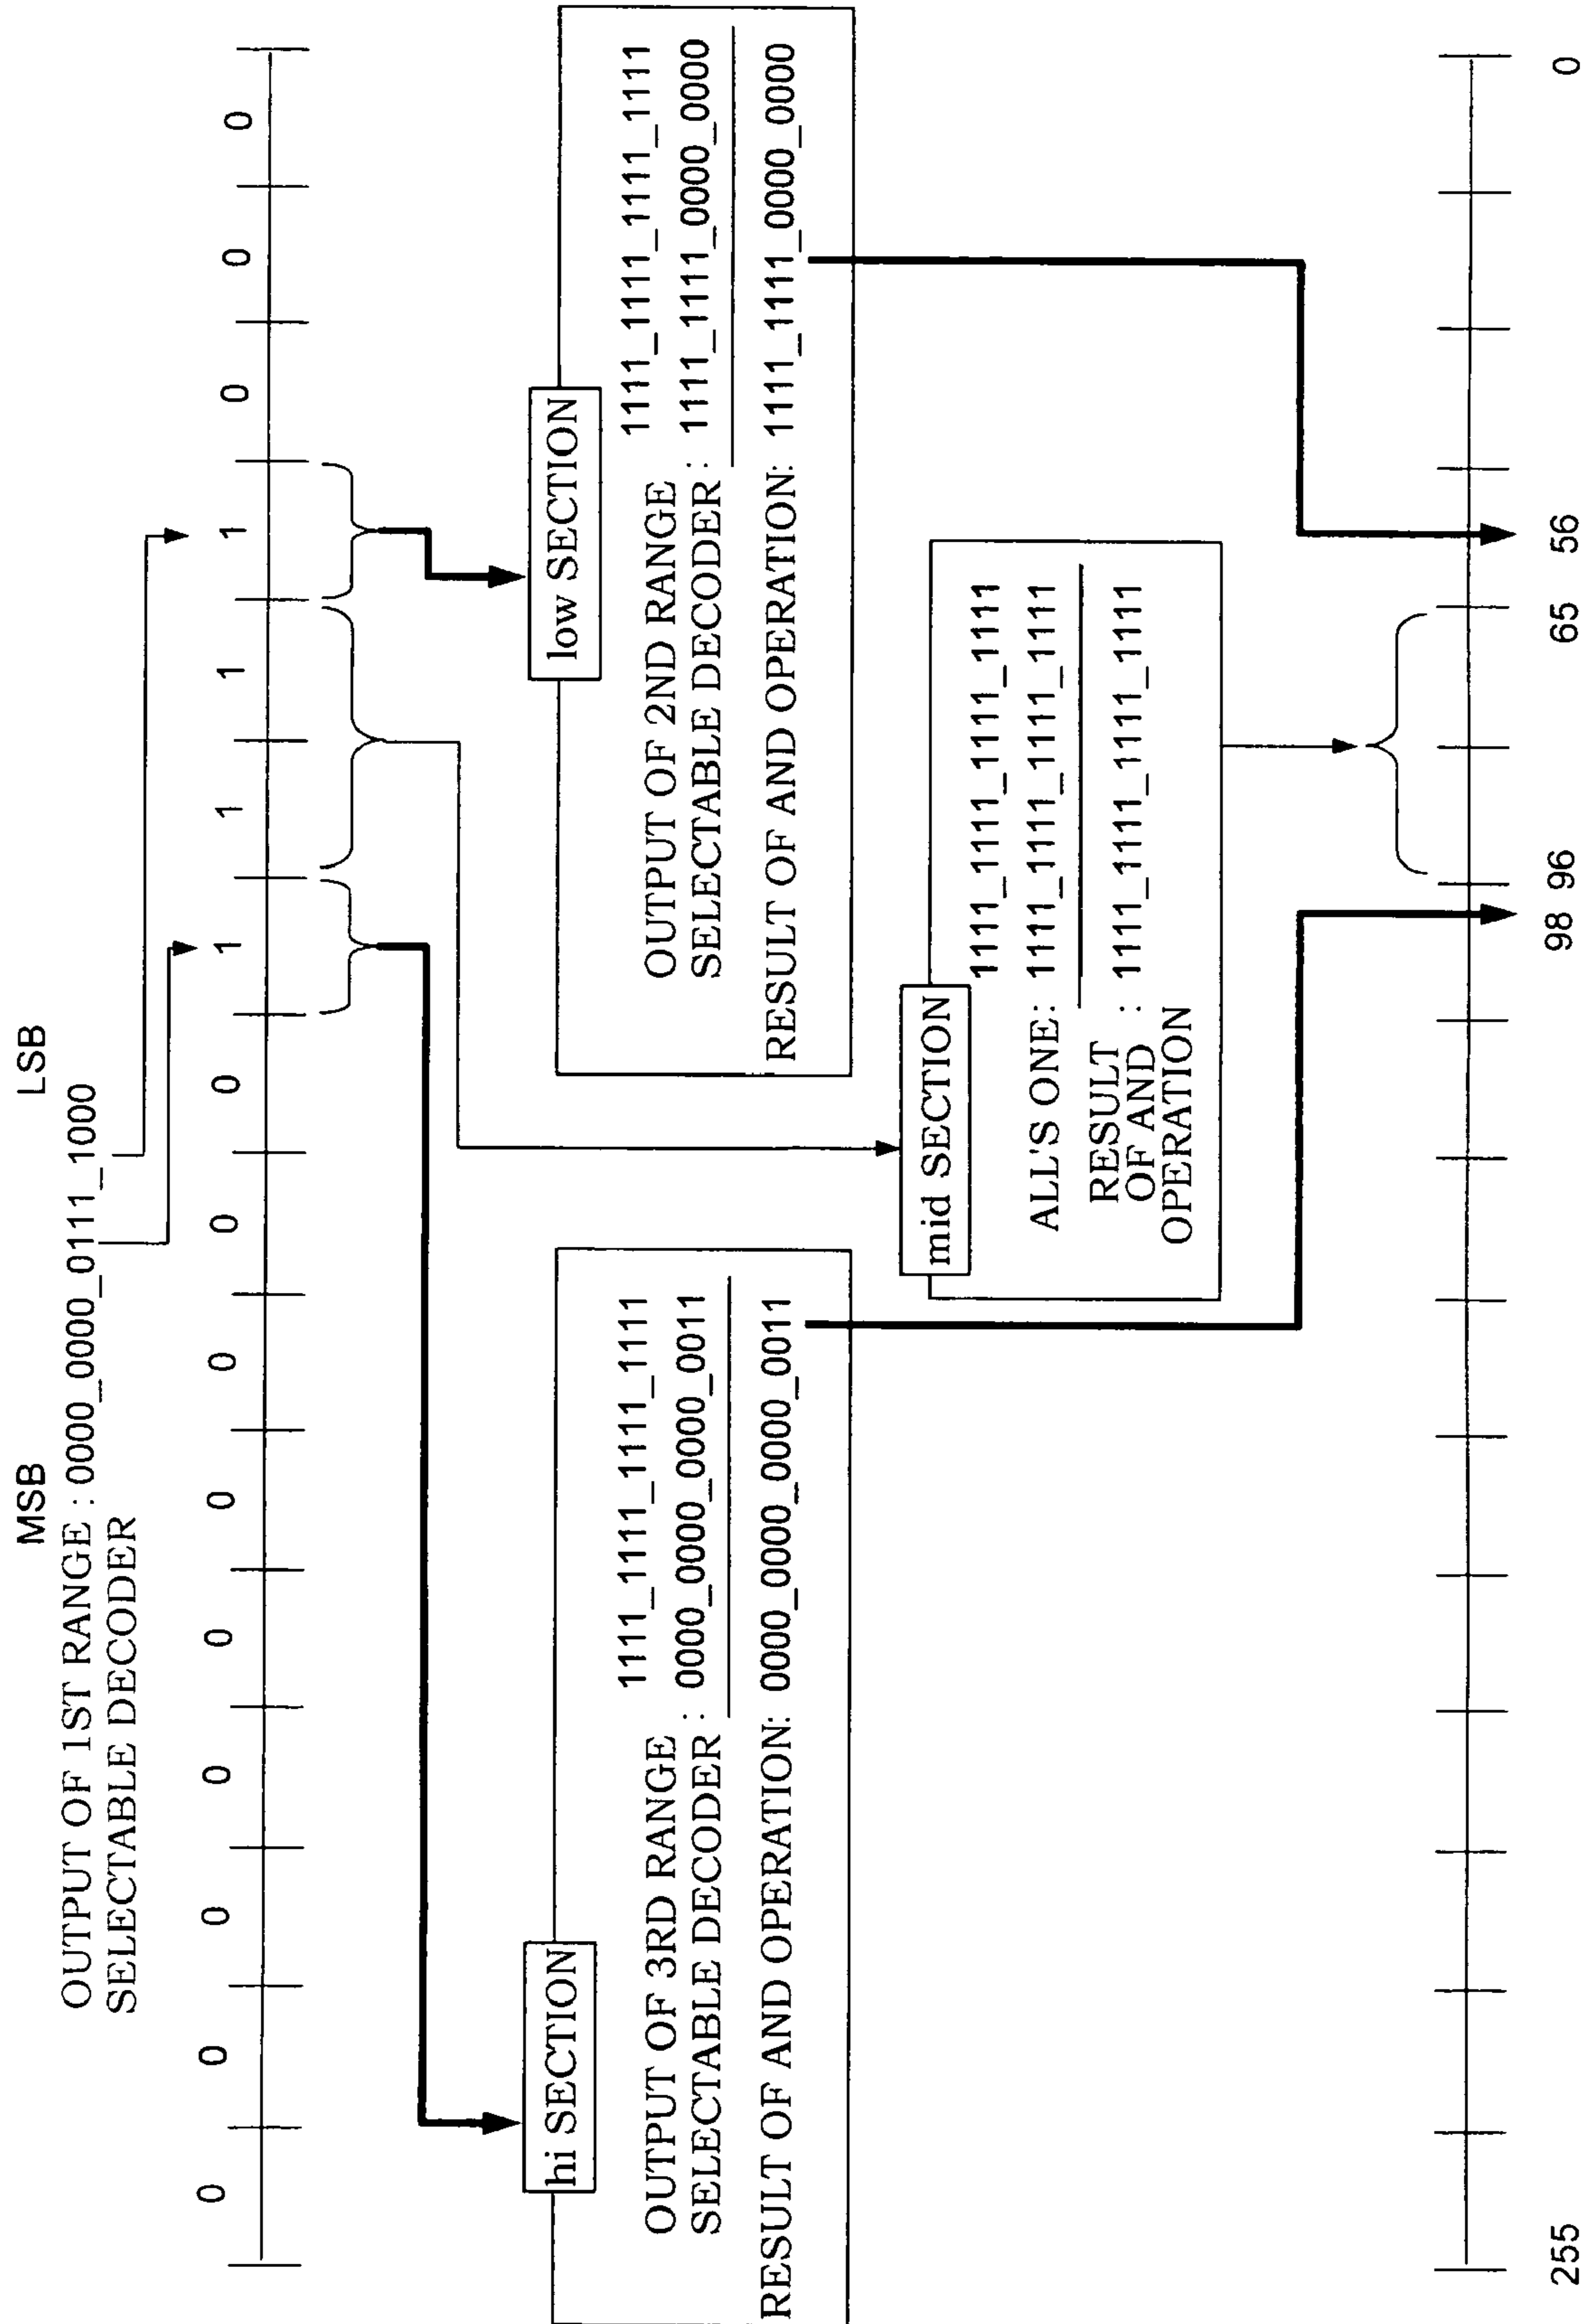 MSB LSB
OUTPUT OF 1ST RANGE : 0000_0000_0111_1000
SELECTABLE DECODER
0 0 0 0 0 0 0 0 0 1 1 1 1 0 0 0
hi SECTION
1111_1111_1111_1111
OUTPUT OF 3RD RANGE
SELECTABLE DECODER : 0000_0000_0000_0011
RESULT OF AND OPERATION: 0000_0000_0000_0011
low SECTION
1111_1111_1111_1111
OUTPUT OF 2ND RANGE
SELECTABLE DECODER : 1111_1111_0000_0000
RESULT OF AND OPERATION: 1111_1111_0000_0000
mid SECTION
1111_1111_1111_1111
ALL'S ONE: 1111_1111_1111_1111
RESULT
OF AND : 1111_1111_1111_1111
OPERATION
255 98 96 65 56 0